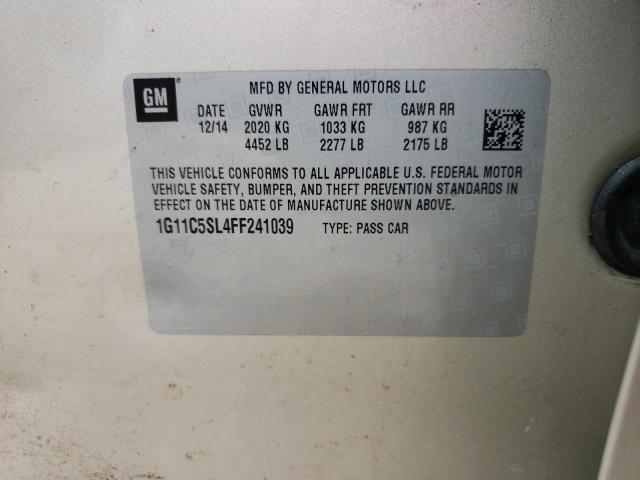 GM
MFD BY GENERAL MOTORS LLC
DATE GVWR GAWR FRT GAWR RR
12/14 2020 KG 1033 KG 987 KG
4452 LB 2277 LB 2175 LB
THIS VEHICLE CONFORMS TO ALL APPLICABLE U.S. FEDERAL MOTOR
VEHICLE SAFETY, BUMPER, AND THEFT PREVENTION STANDARDS IN
EFFECT ON THE DATE OF MANUFACTURE SHOWN ABOVE.
1G11C5SL4FF241039 TYPE: PASS CAR